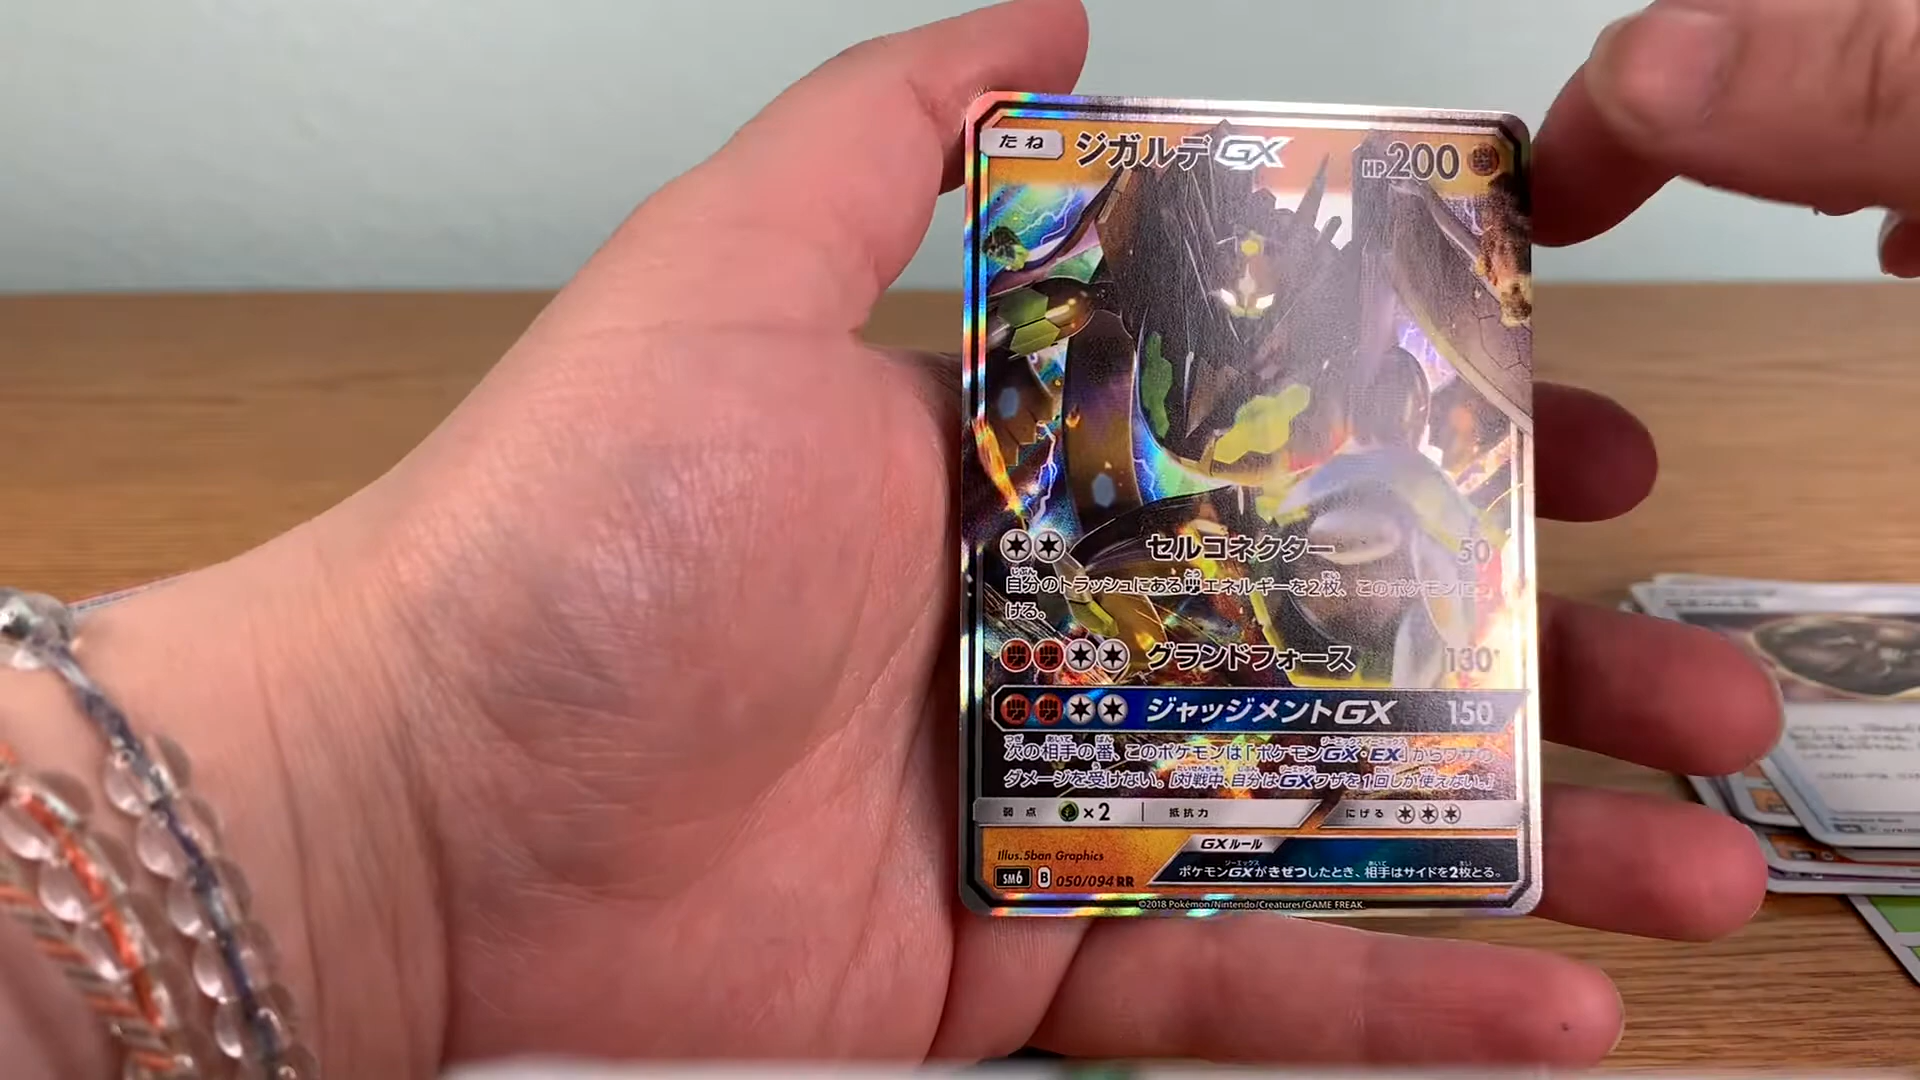 たね ジガルデGX HP200
セルコネクター 50
自分のトラッシュにあるエネルギーを2枚、このポケモンにつ
ける。
グランドフォース 130
ジャッジメントGX 150
次の相手の番、このポケモンは「ポケモンGX・EX」からワザの
ダメージを受けない。[対戦中、自分はGXワザを1回しか使えない。]
弱点 ×2 抵抗力 にげる
GXルール
Illus.5ban Graphics
ポケモンGXがきぜつしたとき、相手はサイドを2枚とる。
SM6 B 050/094 RR
©2018 Pokémon/Nintendo/Creatures/GAME FREAK.